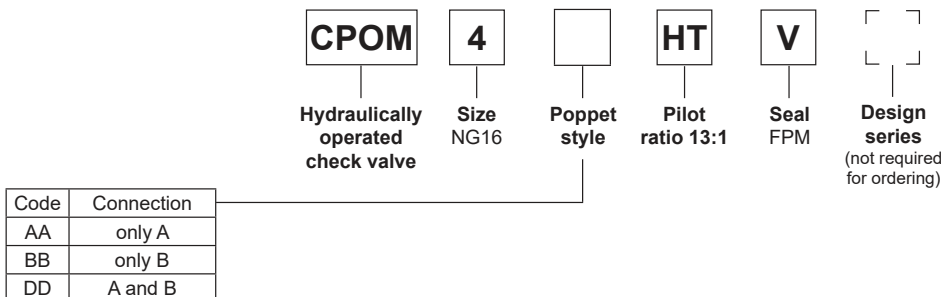 CPOM 4 HT V
Hydraulically
operated
check valve
Size
NG16
Poppet
style
Pilot
ratio 13:1
Seal
FPM
Design
series
(not required
for ordering)
Code Connection
AA only A
BB only B
DD A and B